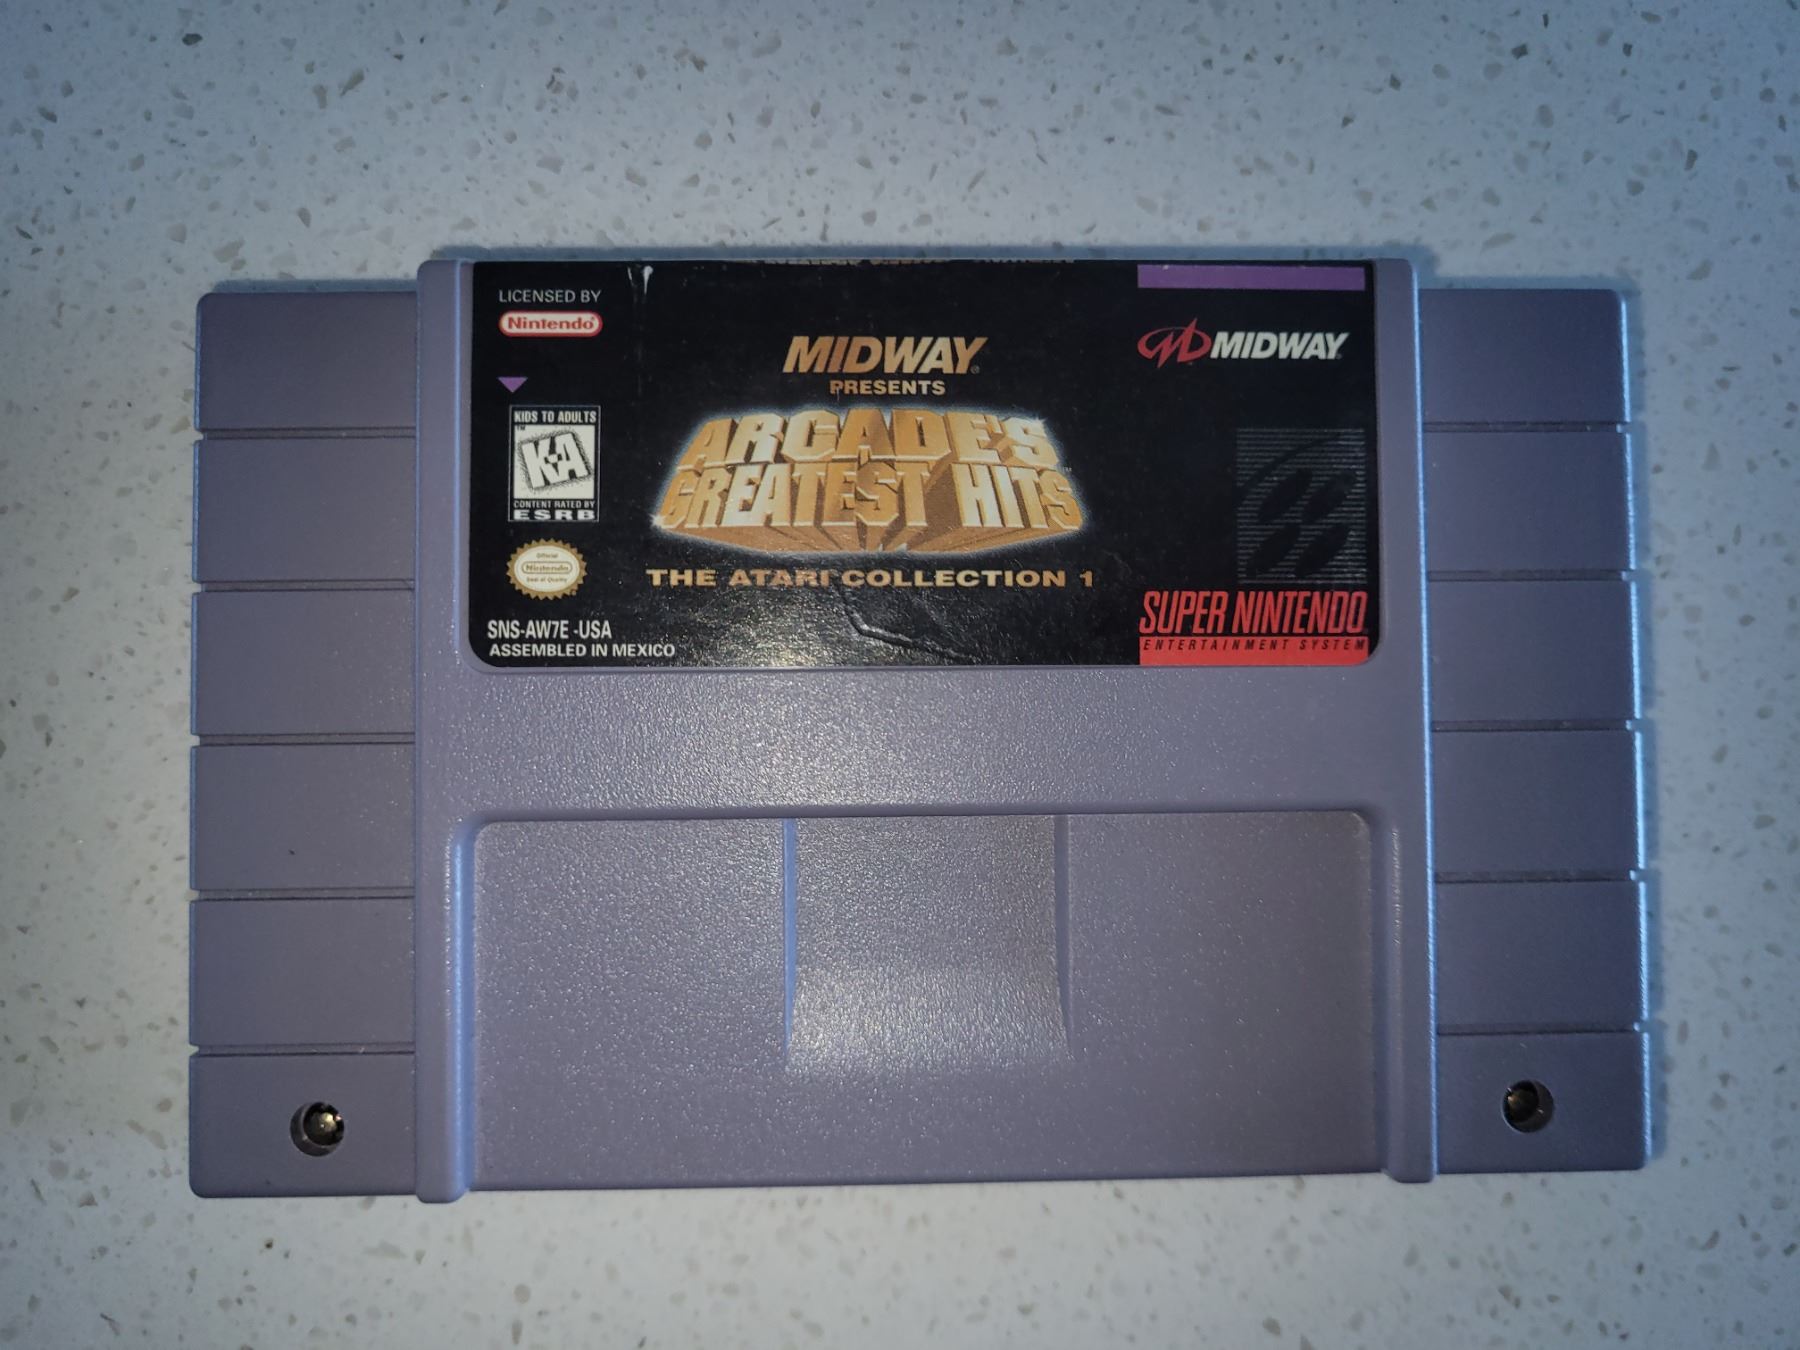 LICENSED BY
Nintendo
KIDS TO ADULTS
K-A
CONTENT RATED BY
ESRB
Official
Nintendo
Seal of Quality
SNS-AW7E -USA
ASSEMBLED IN MEXICO
MIDWAY®
PRESENTS
ARCADE'S
GREATEST HITS™
THE ATARI COLLECTION 1
MIDWAY
SUPER NINTENDO
ENTERTAINMENT SYSTEM